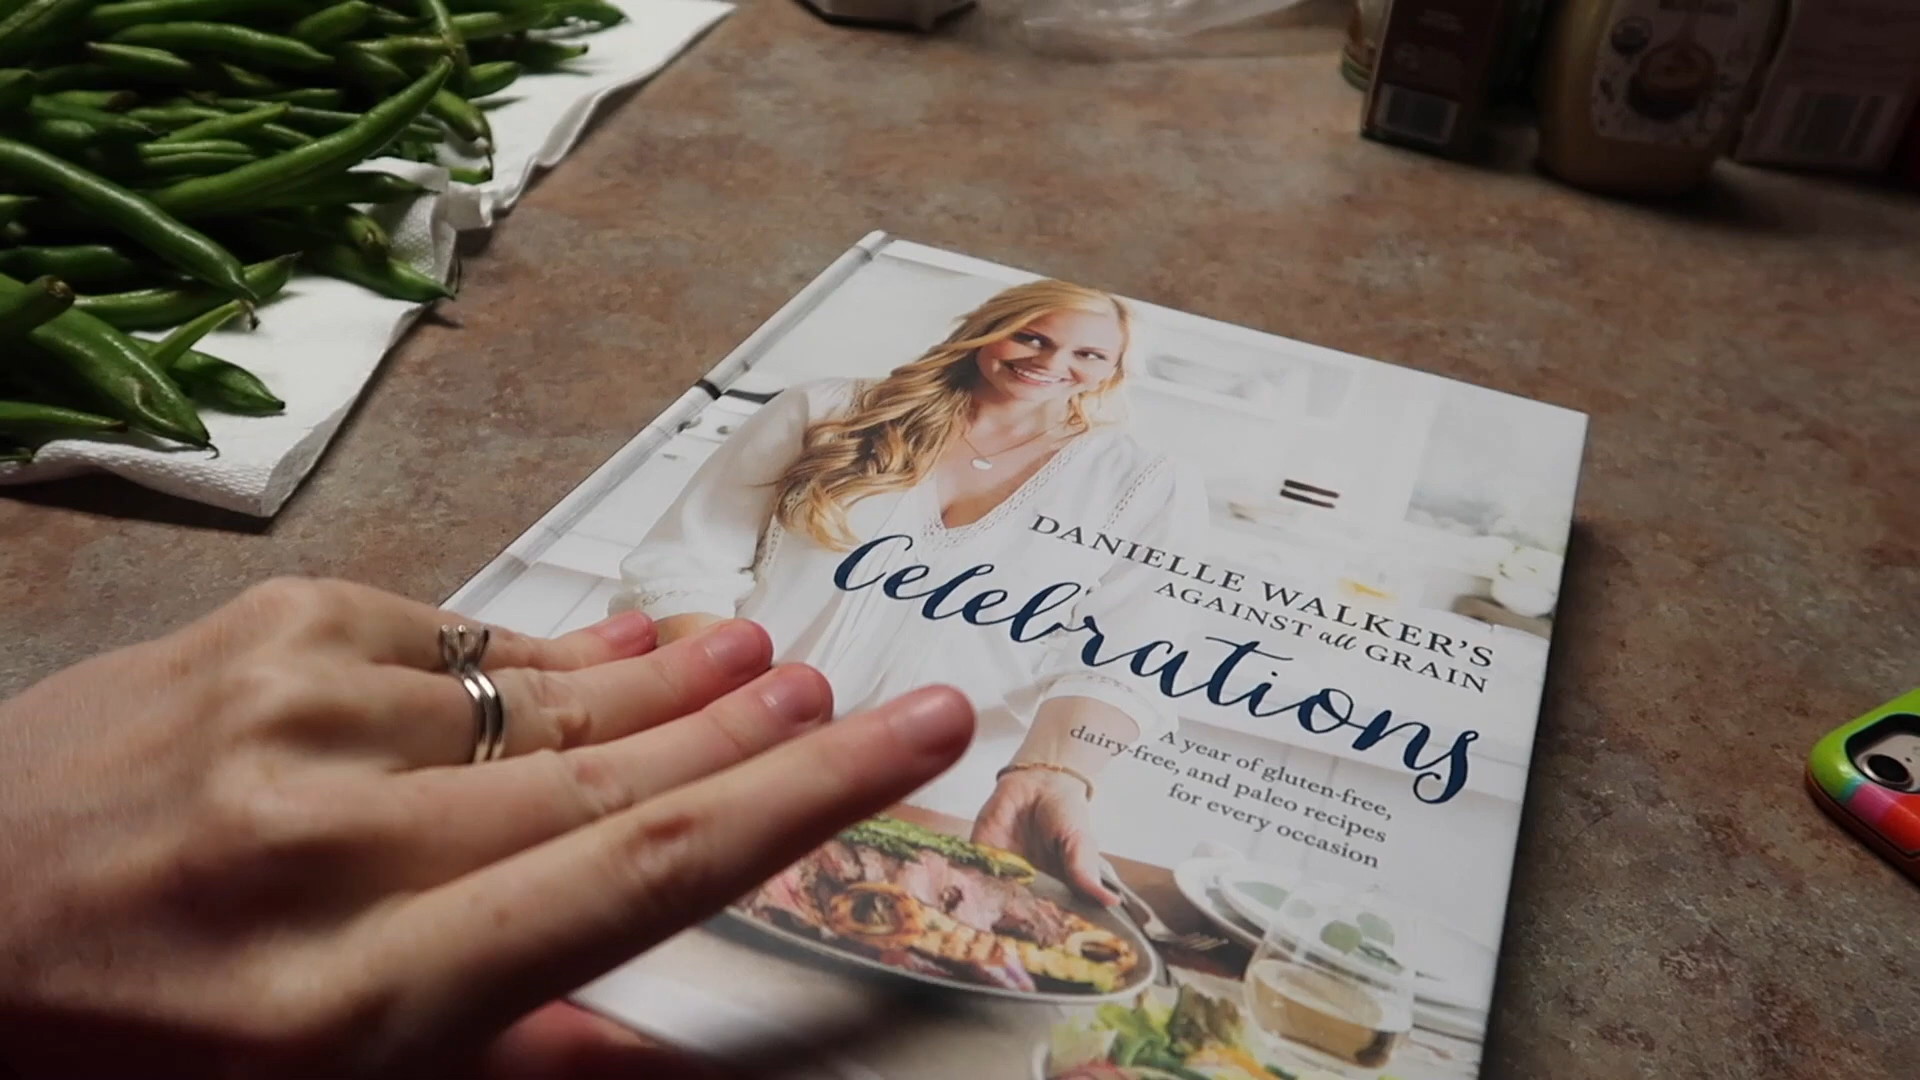 DANIELLE WALKER'S
AGAINST all GRAIN
Celebrations
A year of gluten-free,
dairy-free, and paleo recipes
for every occasion